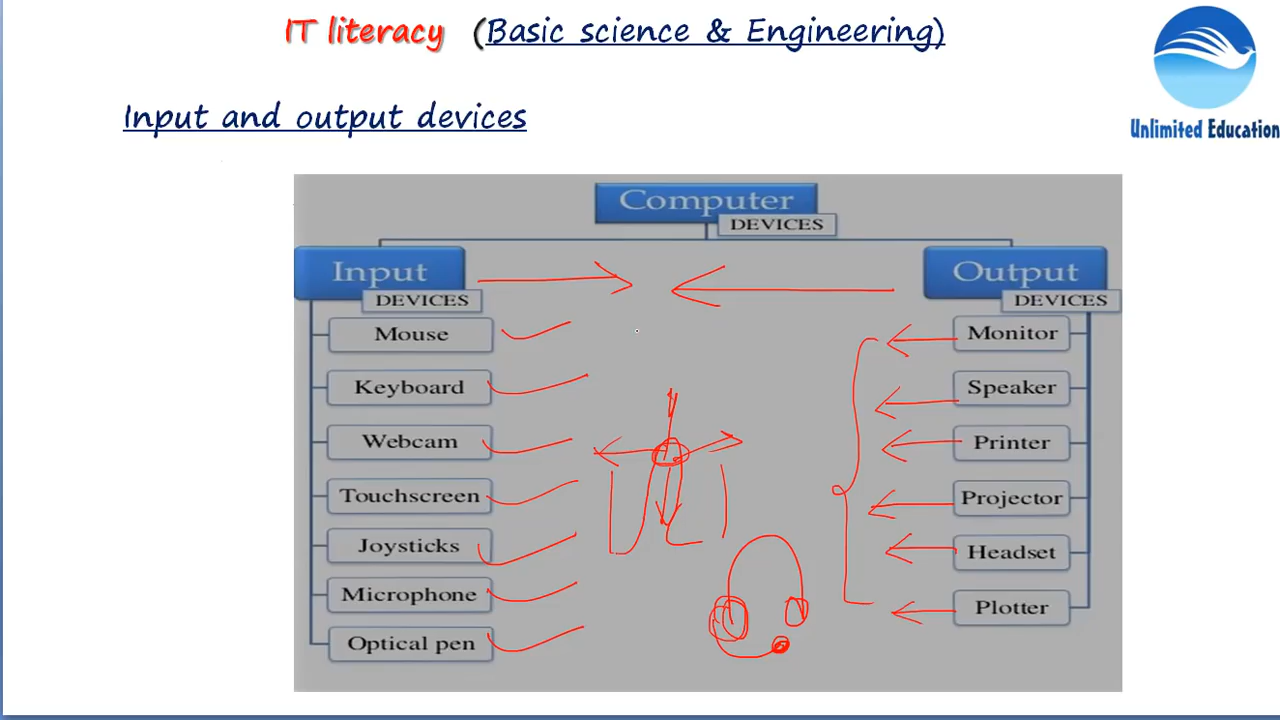 IT literacy (Basic science & Engineering)
Unlimited Education
Input and output devices
Computer
DEVICES
Input
DEVICES
Mouse
Keyboard
Webcam
Touchscreen
Joysticks
Microphone
Optical pen
Output
DEVICES
Monitor
Speaker
Printer
Projector
Headset
Plotter